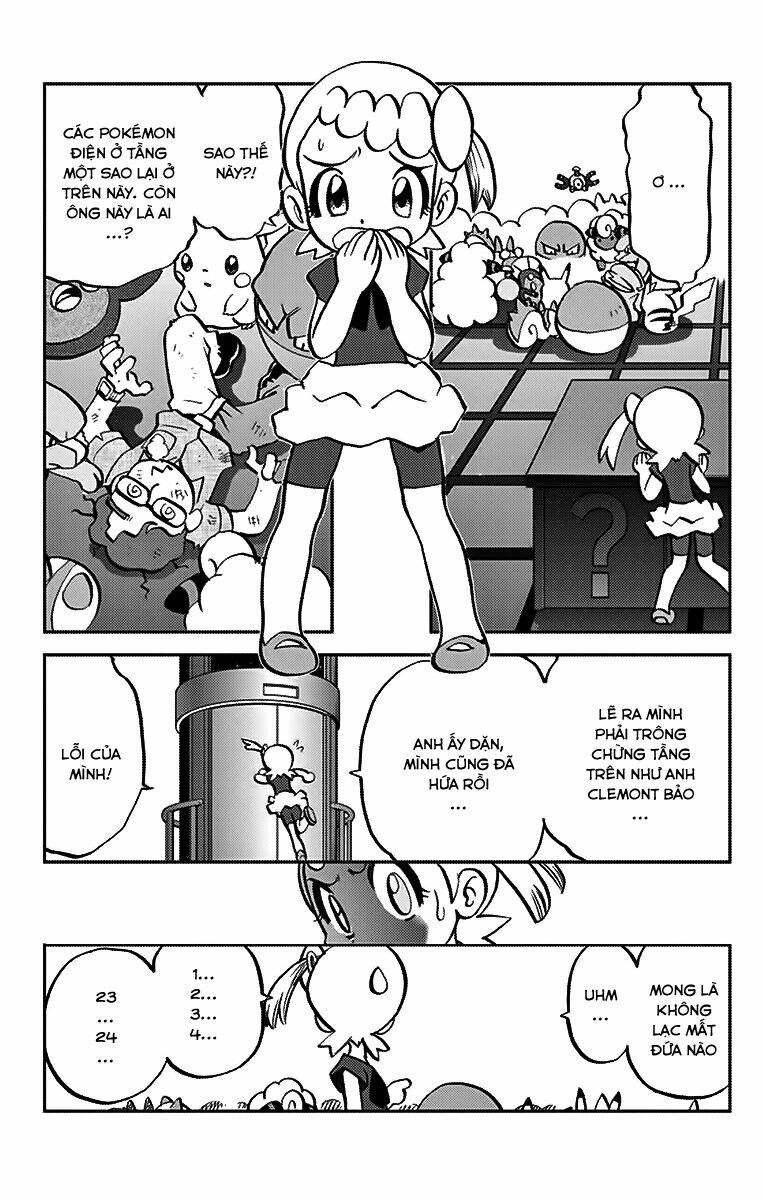 Ơ ...
SAO THẾ
NÀY?!
CÁC POKÉMON
ĐIỆN Ở TẦNG
MỘT SAO LẠI Ở
TRÊN NÀY. CÒN
ÔNG NÀY LÀ AI
...?
?
LẼ RA MÌNH
PHẢI TRÔNG
CHỪNG TẦNG
TRÊN NHƯ ANH
CLEMONT BẢO
...
ANH ẤY DẶN,
MÌNH CŨNG ĐÃ
HỨA RỒI
...
LỖI CỦA
MÌNH!
MONG LÀ
KHÔNG
LẠC MẤT
ĐỨA NÀO
UHM
...
1...
2...
3...
4...
23
...
24
...